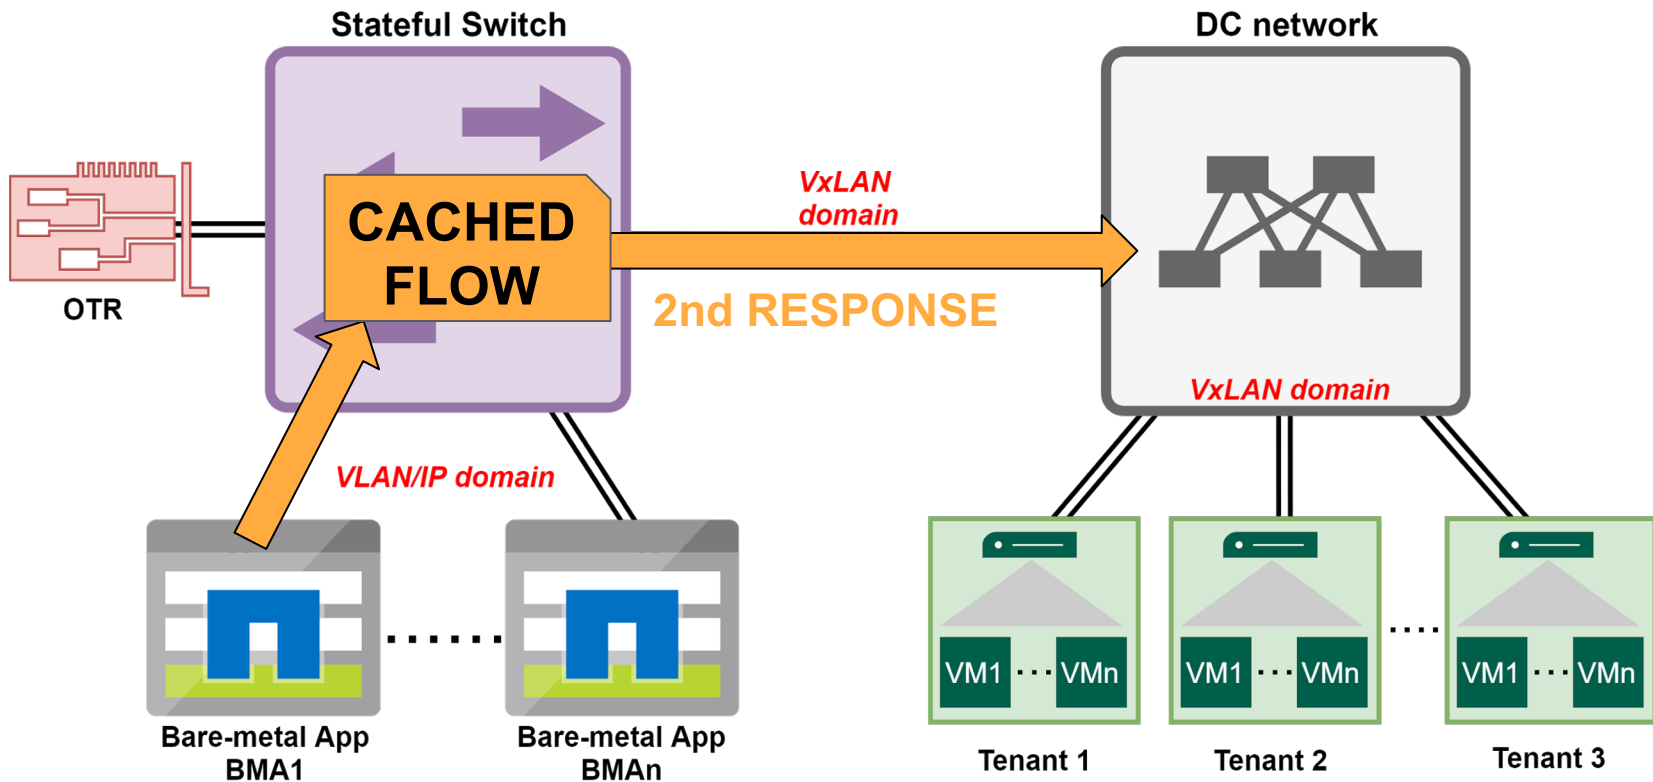 Stateful Switch
DC network
VxLAN
domain
CACHED
FLOW
2nd RESPONSE
OTR
VxLAN domain
VLAN/IP domain
VM1
VMn
VM1
VMn
VM1
VMn
Bare-metal App
BMA1
Bare-metal App
BMAn
Tenant 1
Tenant 2
Tenant 3